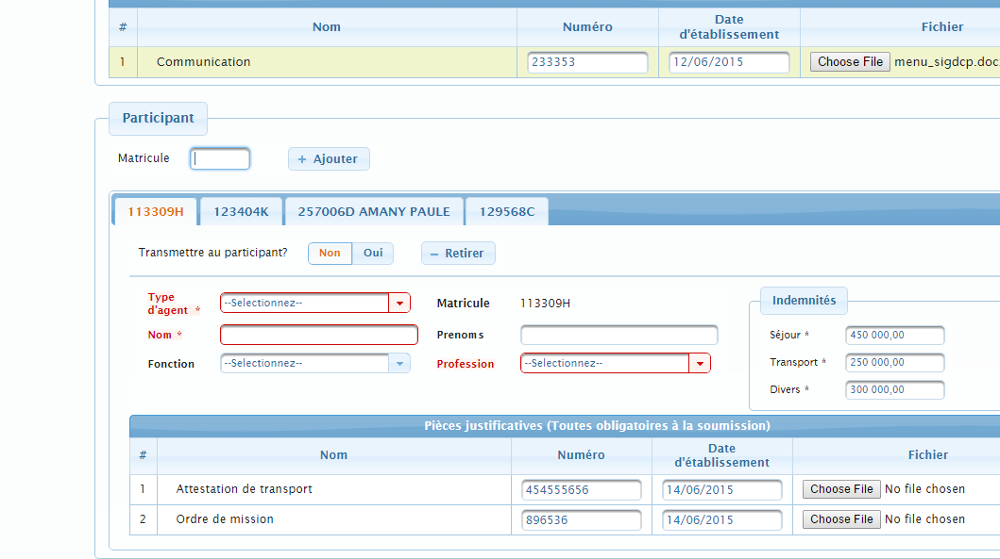 # Nom Numéro Date d'établissement Fichier
1 Communication 233353 12/06/2015 Choose File menu_sigdcp.doc
Participant
Matricule + Ajouter
113309H 123404K 257006D AMANY PAULE 129568C
Transmettre au participant? Non Oui − Retirer
Type d'agent * --Selectionnez-- Matricule 113309H
Nom * Prenoms
Fonction --Selectionnez-- Profession --Selectionnez--
Indemnités
Séjour * 450 000,00
Transport * 250 000,00
Divers * 300 000,00
Pièces justificatives (Toutes obligatoires à la soumission)
# Nom Numéro Date d'établissement Fichier
1 Attestation de transport 454555656 14/06/2015 Choose File No file chosen
2 Ordre de mission 896536 14/06/2015 Choose File No file chosen